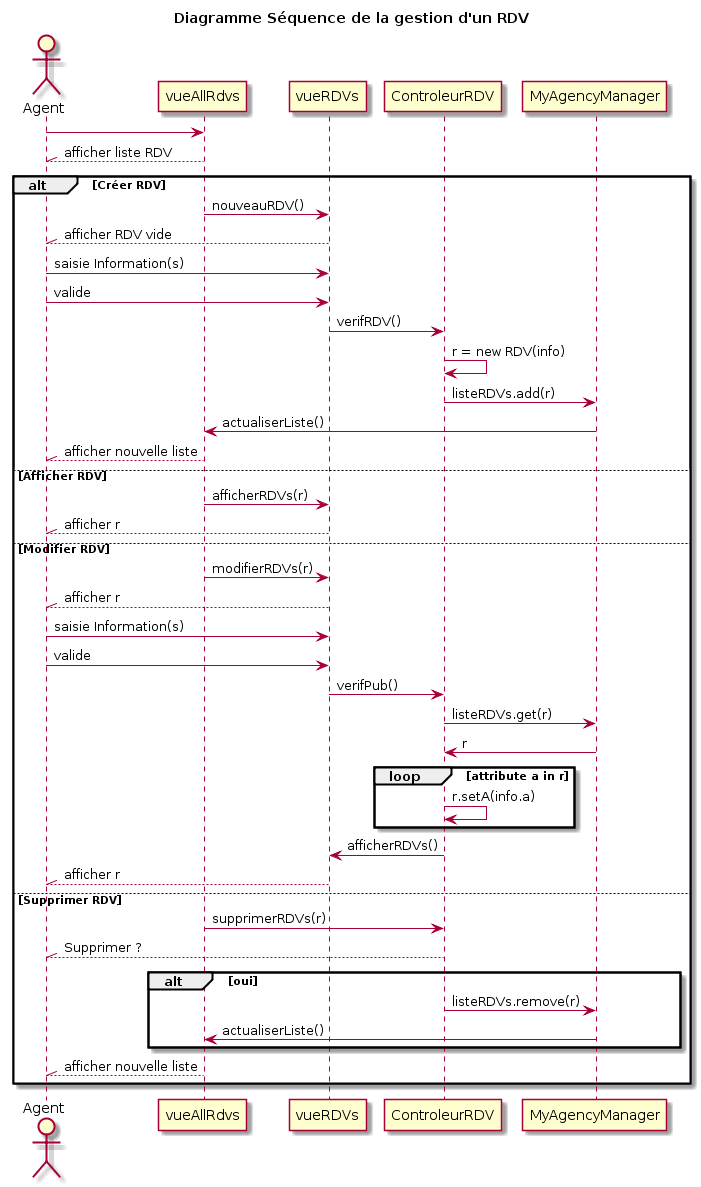 Diagramme Séquence de la gestion d'un RDV
Agent
vueAllRdvs
vueRDVs
ControleurRDV
MyAgencyManager
afficher liste RDV
alt
[Créer RDV]
nouveauRDV()
afficher RDV vide
saisie Information(s)
valide
verifRDV()
r = new RDV(info)
listeRDVs.add(r)
actualiserListe()
afficher nouvelle liste
[Afficher RDV]
afficherRDVs(r)
afficher r
[Modifier RDV]
modifierRDVs(r)
afficher r
saisie Information(s)
valide
verifPub()
listeRDVs.get(r)
r
loop
[attribute a in r]
r.setA(info.a)
afficherRDVs()
afficher r
[Supprimer RDV]
supprimerRDVs(r)
Supprimer ?
alt
[oui]
listeRDVs.remove(r)
actualiserListe()
afficher nouvelle liste
Agent
vueAllRdvs
vueRDVs
ControleurRDV
MyAgencyManager